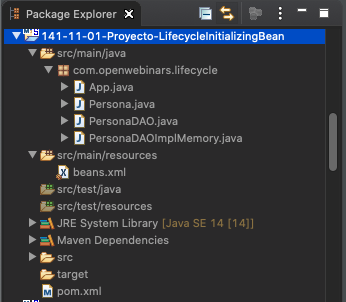 Package Explorer
141-11-01-Proyecto-LifecycleInitializingBean
src/main/java
com.openwebinars.lifecycle
App.java
Persona.java
PersonaDAO.java
PersonaDAOImplMemory.java
src/main/resources
beans.xml
src/test/java
src/test/resources
JRE System Library [Java SE 14 [14]]
Maven Dependencies
src
target
pom.xml